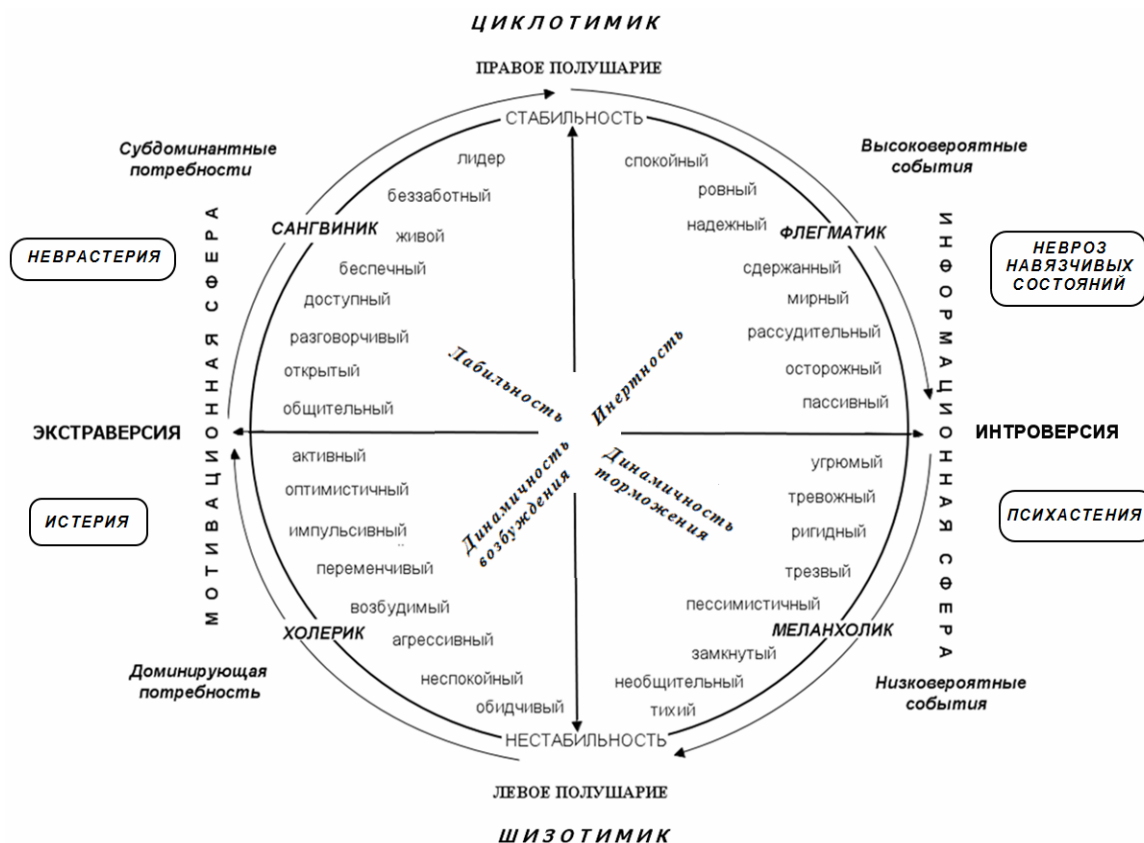 ЦИКЛОТИМИК
ПРАВОЕ ПОЛУШАРИЕ
СТАБИЛЬНОСТЬ
Субдоминантные
потребности
Высоковероятные
события
МОТИВАЦИОННАЯ СФЕРА
ИНФОРМАЦИОННАЯ СФЕРА
НЕВРАСТЕРИЯ
НЕВРОЗ
НАВЯЗЧИВЫХ
СОСТОЯНИЙ
САНГВИНИК
ФЛЕГМАТИК
лидер
беззаботный
живой
беспечный
доступный
разговорчивый
открытый
общительный
спокойный
ровный
надежный
сдержанный
мирный
рассудительный
осторожный
пассивный
Лабильность
Инертность
ЭКСТРАВЕРСИЯ
ИНТРОВЕРСИЯ
Динамичность
возбуждения
Динамичность
торможения
активный
оптимистичный
импульсивный
переменчивый
возбудимый
агрессивный
неспокойный
обидчивый
угрюмый
тревожный
ригидный
трезвый
пессимистичный
замкнутый
необщительный
тихий
ИСТЕРИЯ
ПСИХАСТЕНИЯ
ХОЛЕРИК
МЕЛАНХОЛИК
Доминирующая
потребность
Низковероятные
события
НЕСТАБИЛЬНОСТЬ
ЛЕВОЕ ПОЛУШАРИЕ
ШИЗОТИМИК